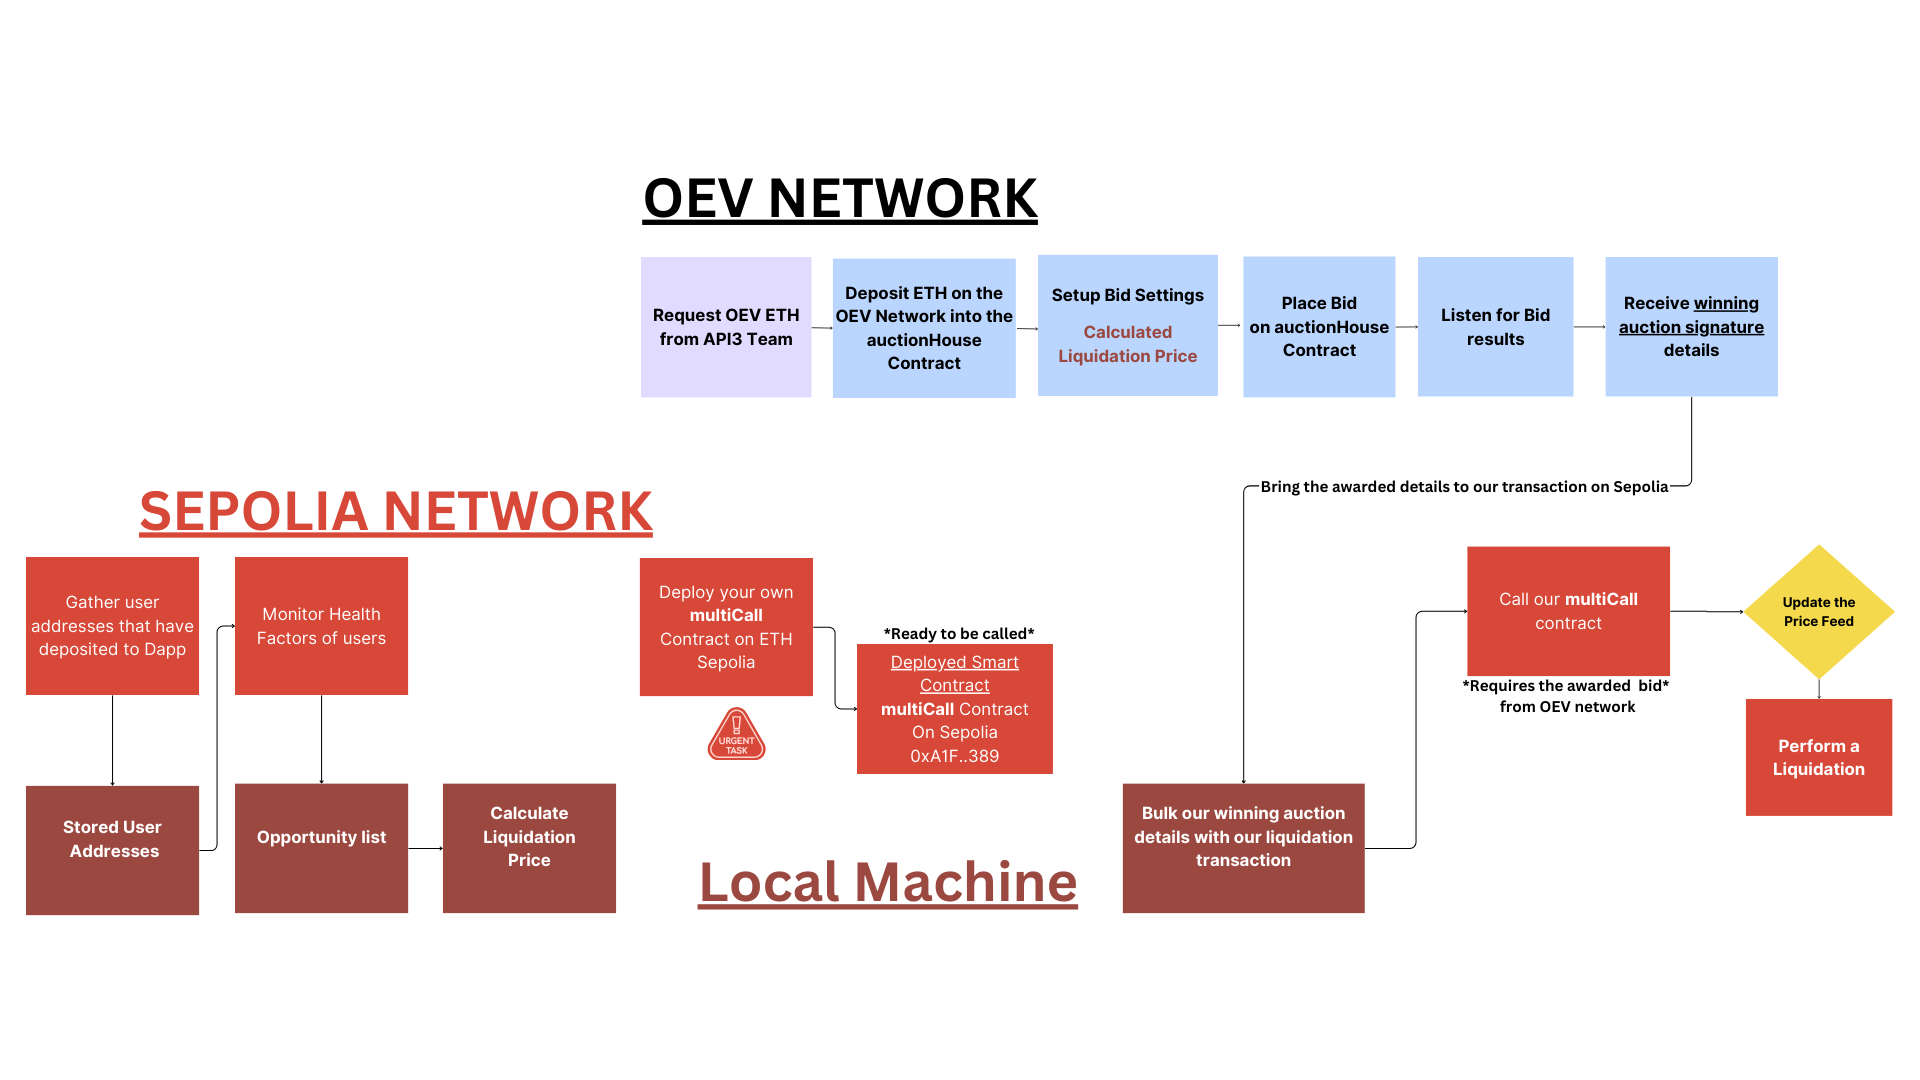 OEV NETWORK
Request OEV ETH
from API3 Team
Deposit ETH on the
OEV Network into the
auctionHouse
Contract
Setup Bid Settings
Calculated
Liquidation Price
Place Bid
on auctionHouse
Contract
Listen for Bid
results
Receive winning
auction signature
details
Bring the awarded details to our transaction on Sepolia
SEPOLIA NETWORK
Gather user
addresses that have
deposited to Dapp
Monitor Health
Factors of users
Stored User
Addresses
Opportunity list
Calculate
Liquidation
Price
Deploy your own
multiCall
Contract on ETH
Sepolia
URGENT
TASK
*Ready to be called*
Deployed Smart
Contract
multiCall Contract
On Sepolia
0xA1F..389
Local Machine
Bulk our winning auction
details with our liquidation
transaction
Call our multiCall
contract
*Requires the awarded  bid*
from OEV network
Update the
Price Feed
Perform a
Liquidation